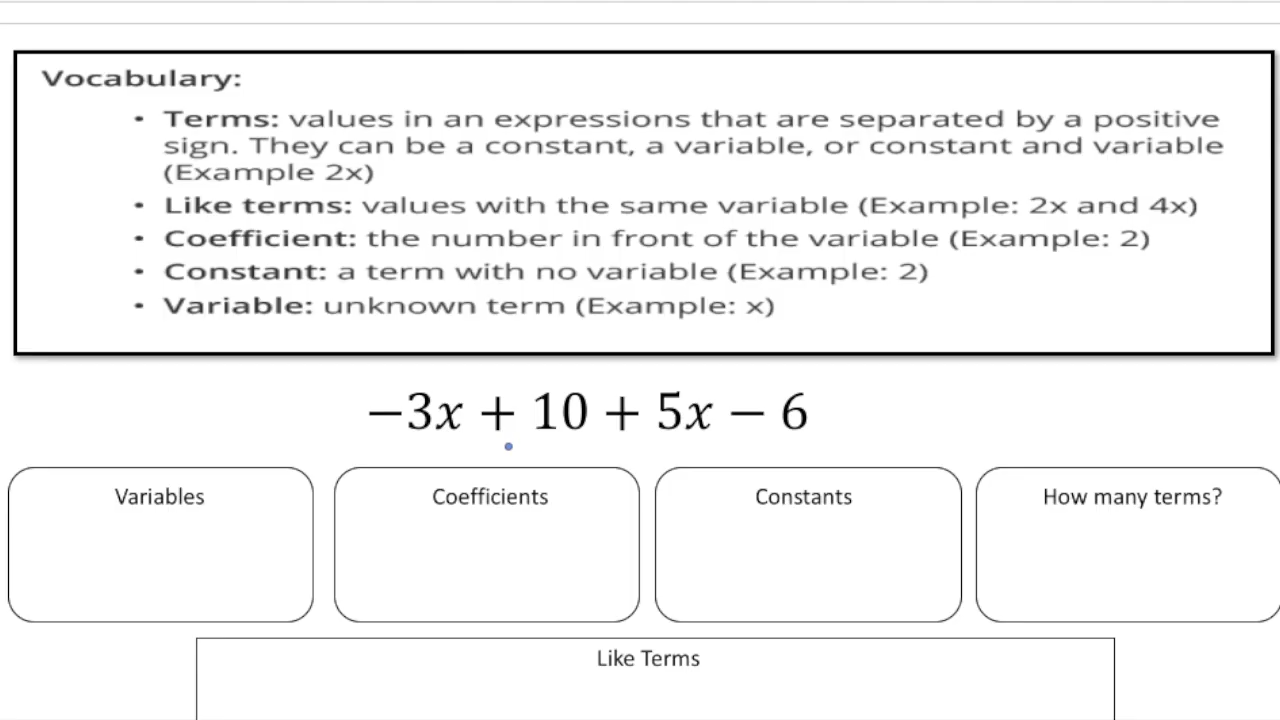 Vocabulary:
• Terms: values in an expressions that are separated by a positive
sign. They can be a constant, a variable, or constant and variable
(Example 2x)
• Like terms: values with the same variable (Example: 2x and 4x)
• Coefficient: the number in front of the variable (Example: 2)
• Constant: a term with no variable (Example: 2)
• Variable: unknown term (Example: x)
−3x + 10 + 5x − 6
Variables
Coefficients
Constants
How many terms?
Like Terms